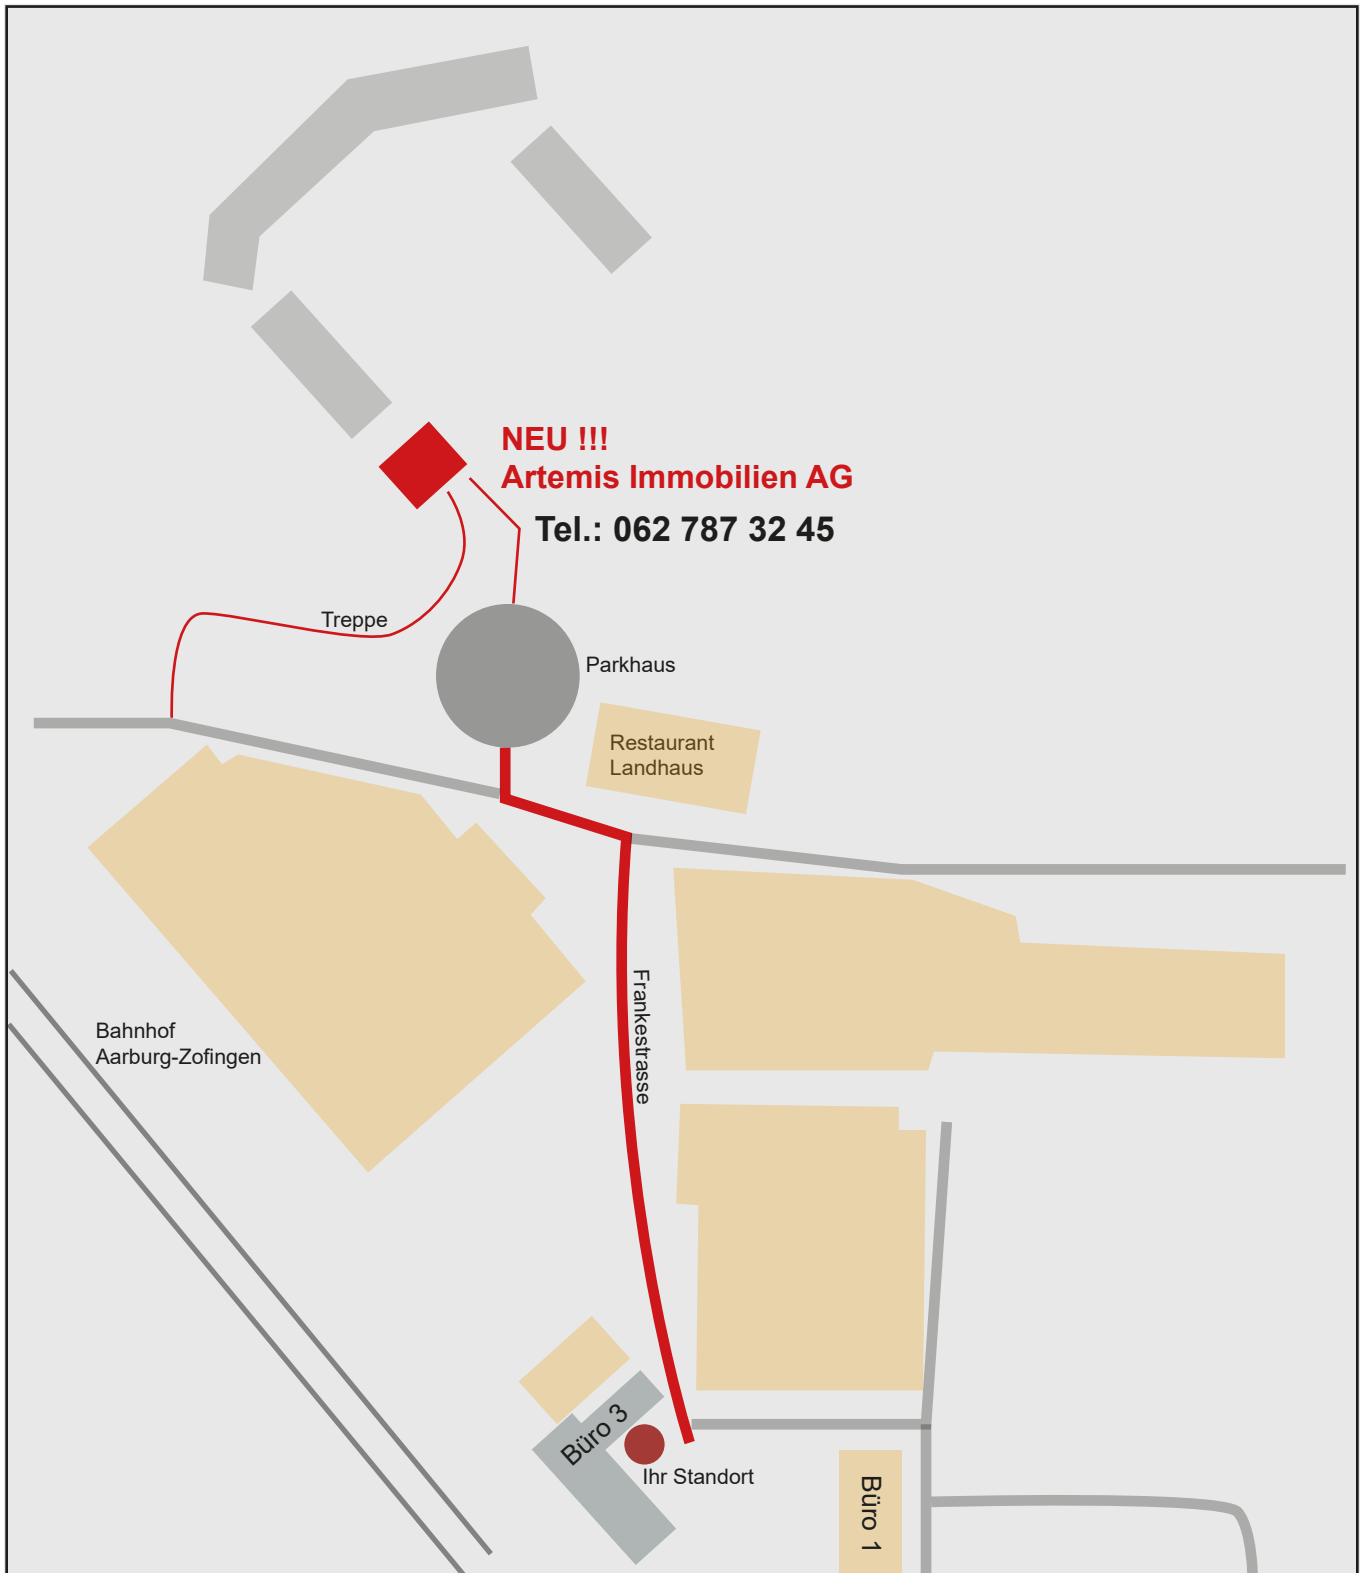 NEU !!!
Artemis Immobilien AG
Tel.: 062 787 32 45
Treppe
Parkhaus
Restaurant
Landhaus
Frankestrasse
Bahnhof
Aarburg-Zofingen
Büro 3
Ihr Standort
Büro 1